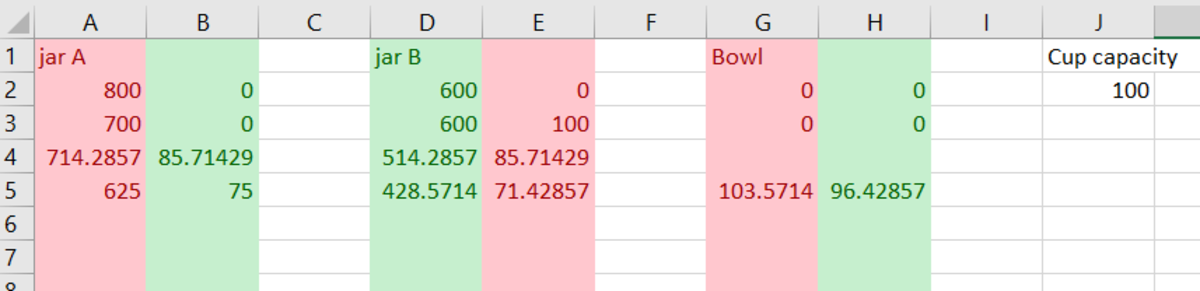 A B C D E F G H I J
1 jar A jar B Bowl Cup capacity
2 800 0 600 0 0 0 100
3 700 0 600 100 0 0
4 714.2857 85.71429 514.2857 85.71429
5 625 75 428.5714 71.42857 103.5714 96.42857
6
7
8